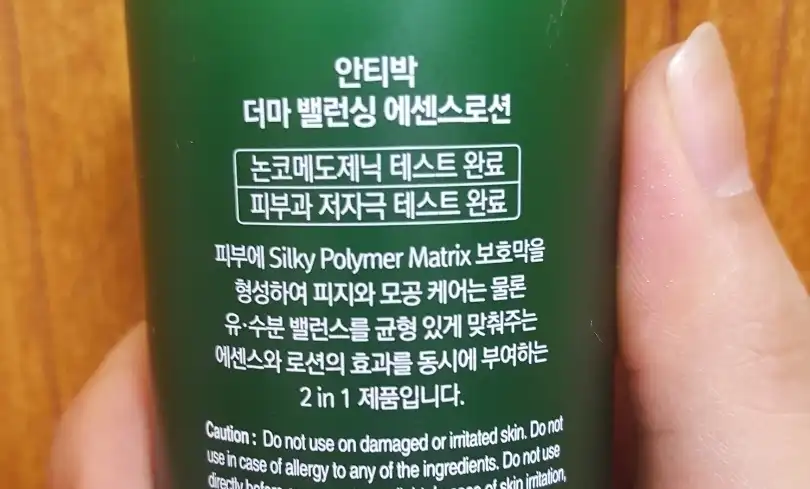 안티박
더마 밸런싱 에센스로션
논코메도제닉 테스트 완료
피부과 저자극 테스트 완료
피부에 Silky Polymer Matrix 보호막을
형성하여 피지와 모공 케어는 물론
유·수분 밸런스를 균형 있게 맞춰주는
에센스와 로션의 효과를 동시에 부여하는
2 in 1 제품입니다.
Caution : Do not use on damaged or irritated skin. Do not
use in case of allergy to any of the ingredients. Do not use
directly of skin irritation,